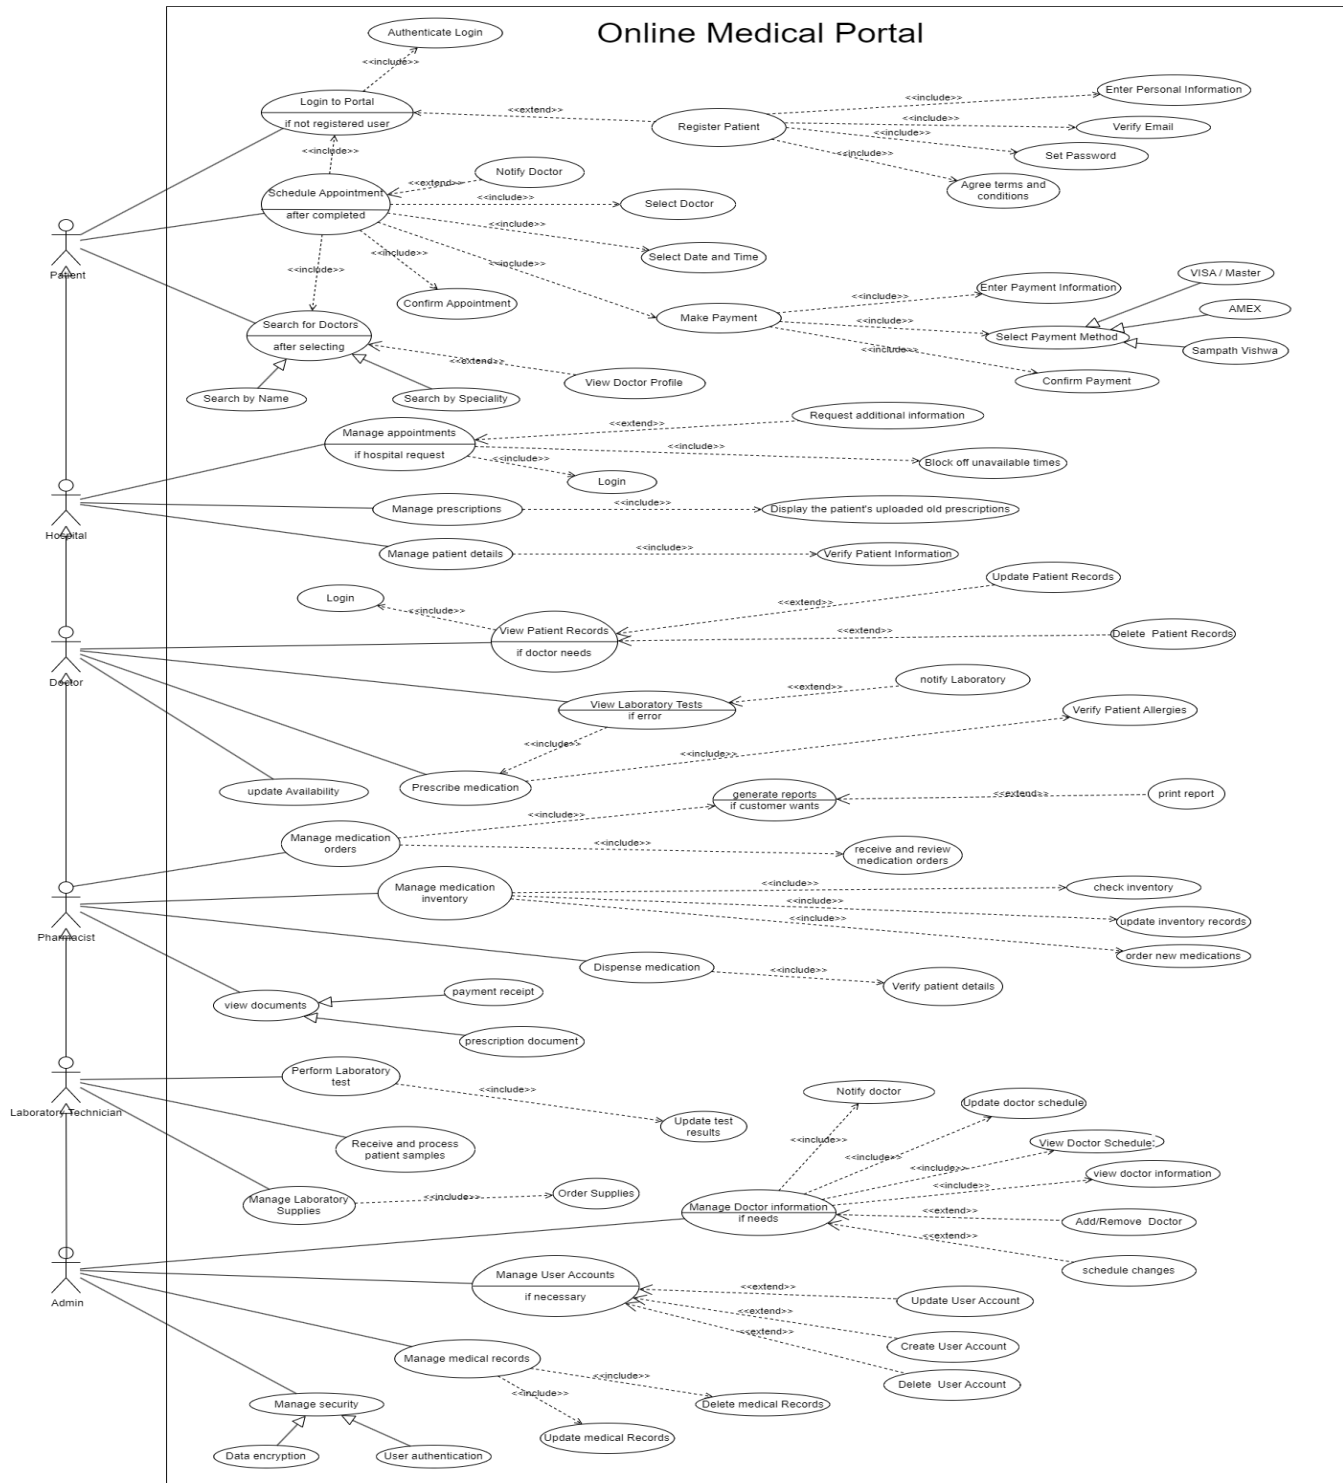 Online Medical Portal
Authenticate Login
<<include>>
Login to Portal
if not registered user
<<extend>>
Register Patient
<<include>>
Enter Personal Information
<<include>>
Verify Email
<<include>>
Set Password
<<include>>
Agree terms and
conditions
<<include>>
Schedule Appointment
after completed
<<extend>>
Notify Doctor
<<include>>
Select Doctor
<<include>>
Select Date and Time
<<include>>
Confirm Appointment
<<include>>
Make Payment
<<include>>
Enter Payment Information
<<include>>
Select Payment Method
<<include>>
Confirm Payment
VISA / Master
AMEX
Sampath Vishwa
Patient
<<include>>
Search for Doctors
after selecting
<<extend>>
View Doctor Profile
Search by Name
Search by Speciality
Manage appointments
if hospital request
<<extend>>
Request additional information
<<include>>
Block off unavailable times
<<include>>
Login
Hospital
Manage prescriptions
<<include>>
Display the patient's uploaded old prescriptions
Manage patient details
<<include>>
Verify Patient Information
Login
<<include>>
View Patient Records
if doctor needs
<<extend>>
Update Patient Records
<<extend>>
Delete Patient Records
Doctor
View Laboratory Tests
if error
<<extend>>
notify Laboratory
<<include>>
Prescribe medication
<<include>>
Verify Patient Allergies
update Availability
Manage medication
orders
<<include>>
generate reports
if customer wants
<<extend>>
print report
<<include>>
receive and review
medication orders
Manage medication
inventory
<<include>>
check inventory
<<include>>
update inventory records
<<include>>
order new medications
Pharmacist
Dispense medication
<<include>>
Verify patient details
view documents
payment receipt
prescription document
Perform Laboratory
test
<<include>>
Update test
results
Laboratory Technician
Receive and process
patient samples
Manage Laboratory
Supplies
<<include>>
Order Supplies
Manage Doctor information
if needs
<<include>>
Notify doctor
<<include>>
Update doctor schedule
<<include>>
View Doctor Schedule:
<<include>>
view doctor information
<<extend>>
Add/Remove Doctor
<<extend>>
schedule changes
Admin
Manage User Accounts
if necessary
<<extend>>
Update User Account
<<extend>>
Create User Account
<<extend>>
Delete User Account
Manage medical records
<<include>>
Delete medical Records
<<include>>
Update medical Records
Manage security
Data encryption
User authentication